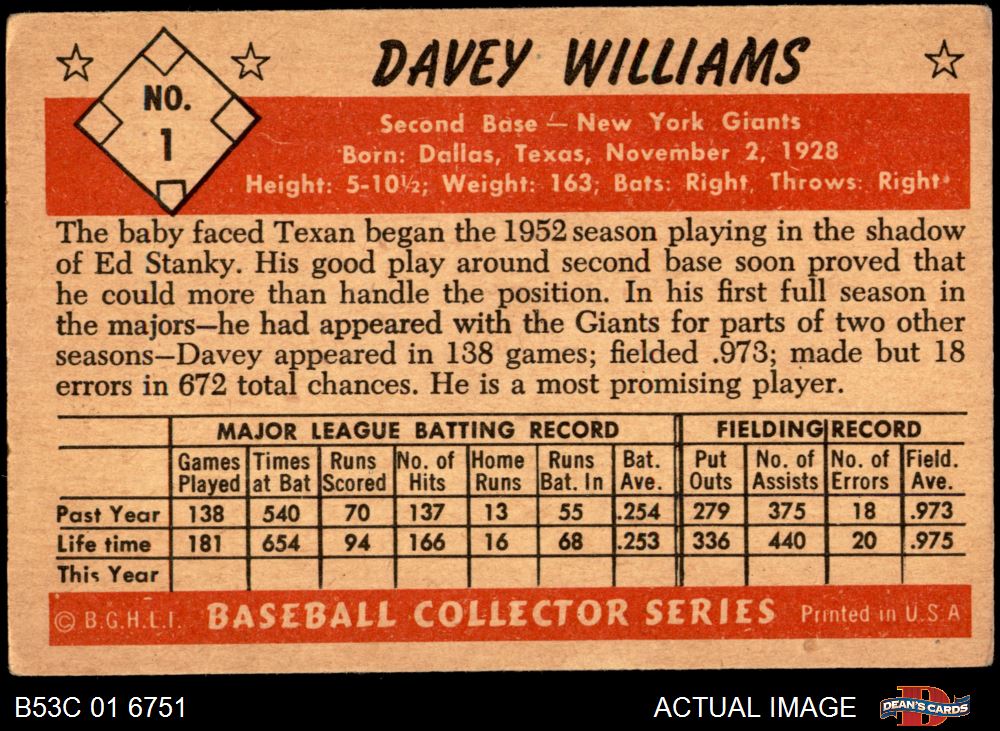 NO.
1
DAVEY WILLIAMS
Second Base — New York Giants
Born: Dallas, Texas, November 2, 1928
Height: 5-10½; Weight: 163; Bats: Right, Throws: Right
The baby faced Texan began the 1952 season playing in the shadow
of Ed Stanky. His good play around second base soon proved that
he could more than handle the position. In his first full season in
the majors—he had appeared with the Giants for parts of two other
seasons—Davey appeared in 138 games; fielded .973; made but 18
errors in 672 total chances. He is a most promising player.
MAJOR LEAGUE BATTING RECORD FIELDING RECORD
Games Times Runs No. of Home Runs Bat. Put No. of No. of Field.
Played at Bat Scored Hits Runs Bat. In Ave. Outs Assists Errors Ave.
Past Year 138 540 70 137 13 55 .254 279 375 18 .973
Life time 181 654 94 166 16 68 .253 336 440 20 .975
This Year
© B.G.H.L.I. BASEBALL COLLECTOR SERIES Printed in U.S.A
B53C 01 6751 ACTUAL IMAGE D DEAN'S CARDS